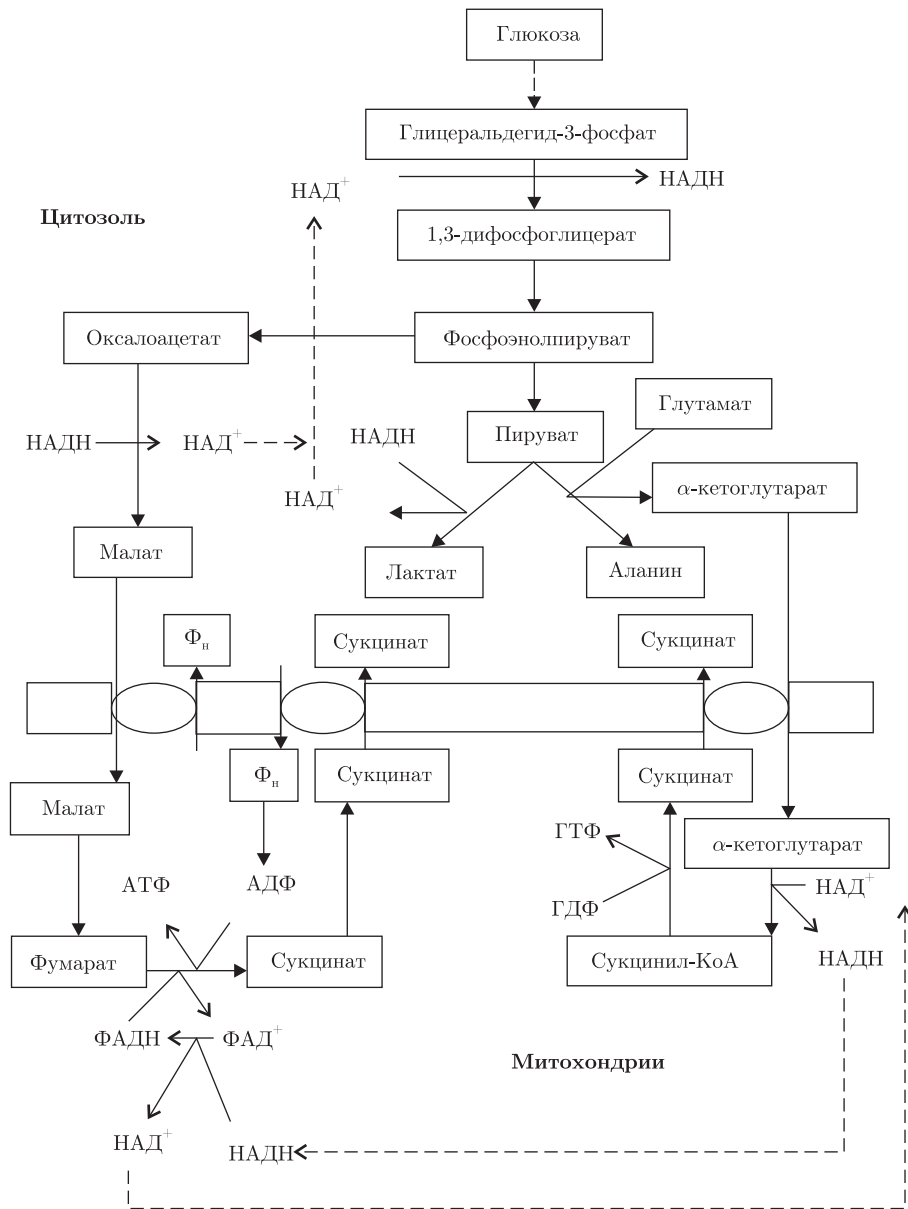 Глюкоза
Глицеральдегид-3-фосфат
НАД⁺
НАДН
Цитозоль
1,3-дифосфоглицерат
Оксалоацетат
Фосфоэнолпируват
Глутамат
Пируват
НАДН
НАДН
НАД⁺
НАД⁺
α-кетоглутарат
Малат
Лактат
Аланин
Фн
Сукцинат
Сукцинат
Фн
Сукцинат
Сукцинат
Малат
ГТФ
α-кетоглутарат
АТФ
АДФ
НАД⁺
ГДФ
Фумарат
Сукцинат
Сукцинил-КоА
НАДН
ФАДН
ФАД⁺
Митохондрии
НАД⁺
НАДН